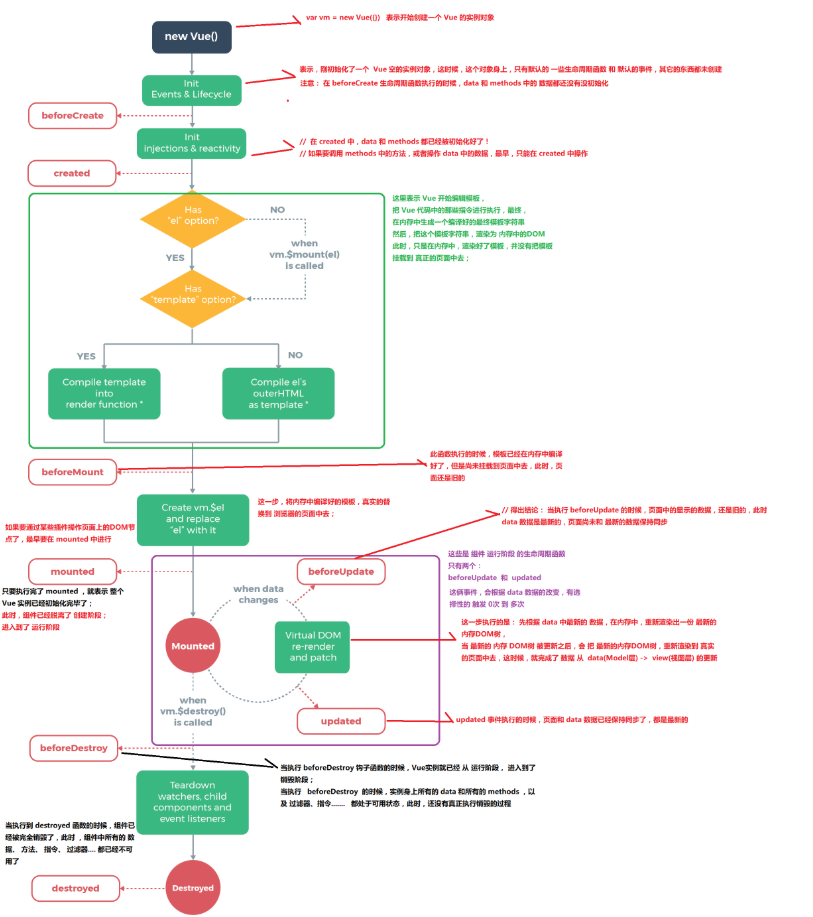 var vm = new Vue({}) 表示开始创建一个 Vue 的实例对象
new Vue()
表示，刚初始化了一个 Vue 空的实例对象，这时候，这个对象身上，只有默认的 一些生命周期函数 和 默认的事件，其它的东西都未创建
注意： 在 beforeCreate 生命周期函数执行的时候，data 和 methods 中的 数据都还没有没初始化
Init
Events & Lifecycle
beforeCreate
Init
injections & reactivity
// 在 created 中，data 和 methods 都已经被初始化好了！
// 如果要调用 methods 中的方法，或者操作 data 中的数据，最早，只能在 created 中操作
created
这里表示 Vue 开始编辑模板，
把 Vue 代码中的那些指令进行执行，最终，
在内存中生成一个编译好的最终模板字符串
然后，把这个模板字符串，渲染为 内存中的DOM
此时，只是在内存中，渲染好了模板，并没有把模板
挂载到 真正的页面中去；
Has
"el" option?
NO
when
vm.$mount(el)
is called
YES
Has
"template" option?
YES
NO
Compile template
into
render function *
Compile el's
outerHTML
as template *
此函数执行的时候，模板已经在内存中编译
好了，但是尚未挂载到页面中去，此时，页
面还是旧的
beforeMount
Create vm.$el
and replace
"el" with it
这一步，将内存中编译好的模板，真实的替
换到 浏览器的页面中去；
// 得出结论： 当执行 beforeUpdate 的时候，页面中的显示的数据，还是旧的，此时
data 数据是最新的，页面尚未和 最新的数据保持同步
如果要通过某些插件操作页面上的DOM节
点了，最早要在 mounted 中进行
mounted
beforeUpdate
这些是 组件 运行阶段 的生命周期函数
只有两个：
beforeUpdate 和 updated
这俩事件，会根据 data 数据的改变，有选
择性的 触发 0次 到 多次
只要执行完了 mounted ，就表示 整个
Vue 实例已经初始化完毕了；
此时，组件已经脱离了 创建阶段；
进入到了 运行阶段
when data
changes
Mounted
Virtual DOM
re-render
and patch
这一步执行的是： 先根据 data 中最新的 数据，在内存中，重新渲染出一份 最新的
内存DOM树，
当 最新的 内存 DOM树 被更新之后，会 把 最新的内存DOM树，重新渲染到 真实
的页面中去，这时候，就完成了 数据 从 data(Model层) -> view(视图层) 的更新
when
vm.$destroy()
is called
updated
updated 事件执行的时候，页面和 data 数据已经保持同步了，都是最新的
beforeDestroy
当执行 beforeDestroy 钩子函数的时候，Vue实例就已经 从 运行阶段，进入到了
销毁阶段；
当执行 beforeDestroy 的时候，实例身上所有的 data 和所有的 methods ，以
及 过滤器、指令....... 都处于可用状态，此时，还没有真正执行销毁的过程
Teardown
watchers, child
components and
event listeners
当执行到 destroyed 函数的时候，组件已
经被完全销毁了，此时 ，组件中所有的 数
据、 方法、 指令、 过滤器.... 都已经不可
用了
destroyed
Destroyed